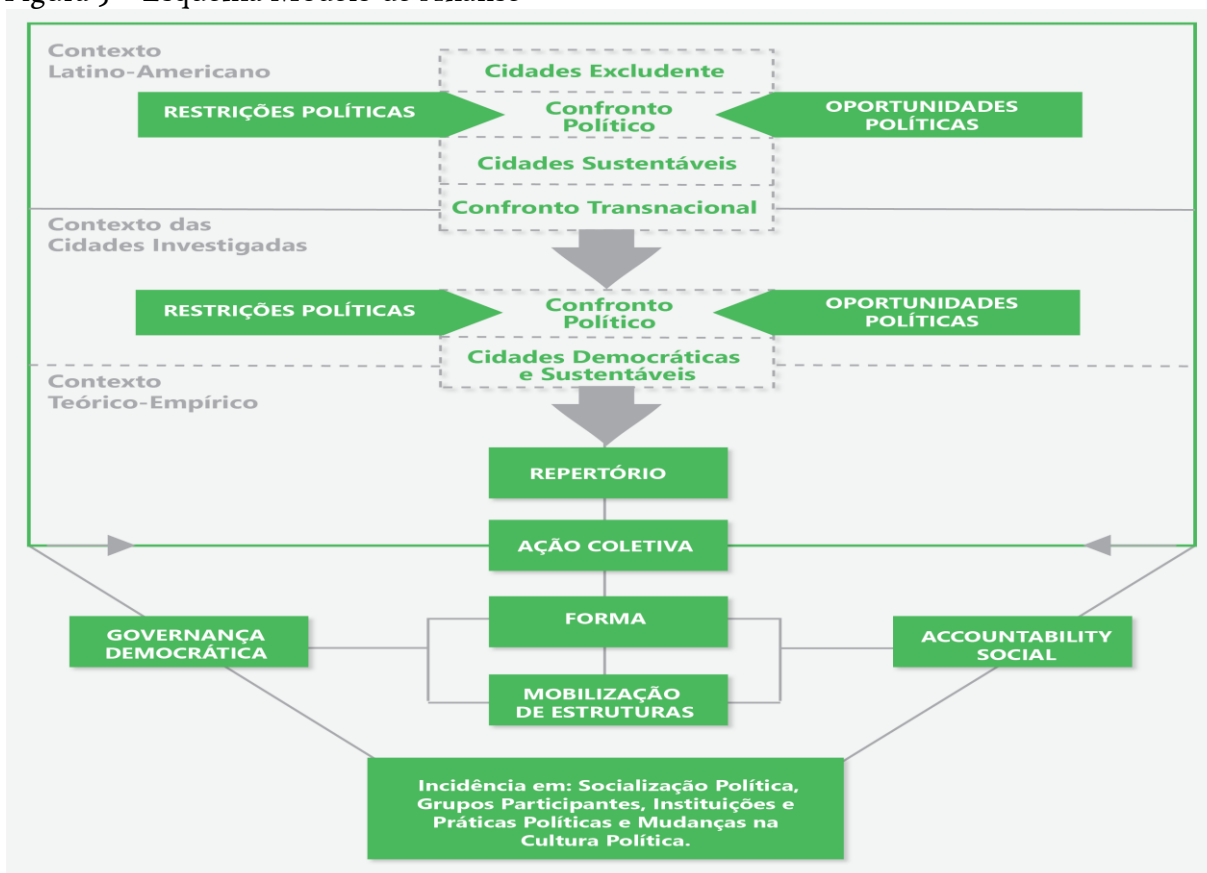 Contexto
Latino-Americano
Cidades Excludente
RESTRIÇÕES POLÍTICAS
Confronto
Político
OPORTUNIDADES
POLÍTICAS
Cidades Sustentáveis
Confronto Transnacional
Contexto das
Cidades Investigadas
RESTRIÇÕES POLÍTICAS
Confronto
Político
OPORTUNIDADES
POLÍTICAS
Cidades Democráticas
e Sustentáveis
Contexto
Teórico-Empírico
REPERTÓRIO
AÇÃO COLETIVA
FORMA
GOVERNANÇA
DEMOCRÁTICA
ACCOUNTABILITY
SOCIAL
MOBILIZAÇÃO
DE ESTRUTURAS
Incidência em: Socialização Política,
Grupos Participantes, Instituições e
Práticas Políticas e Mudanças na
Cultura Política.